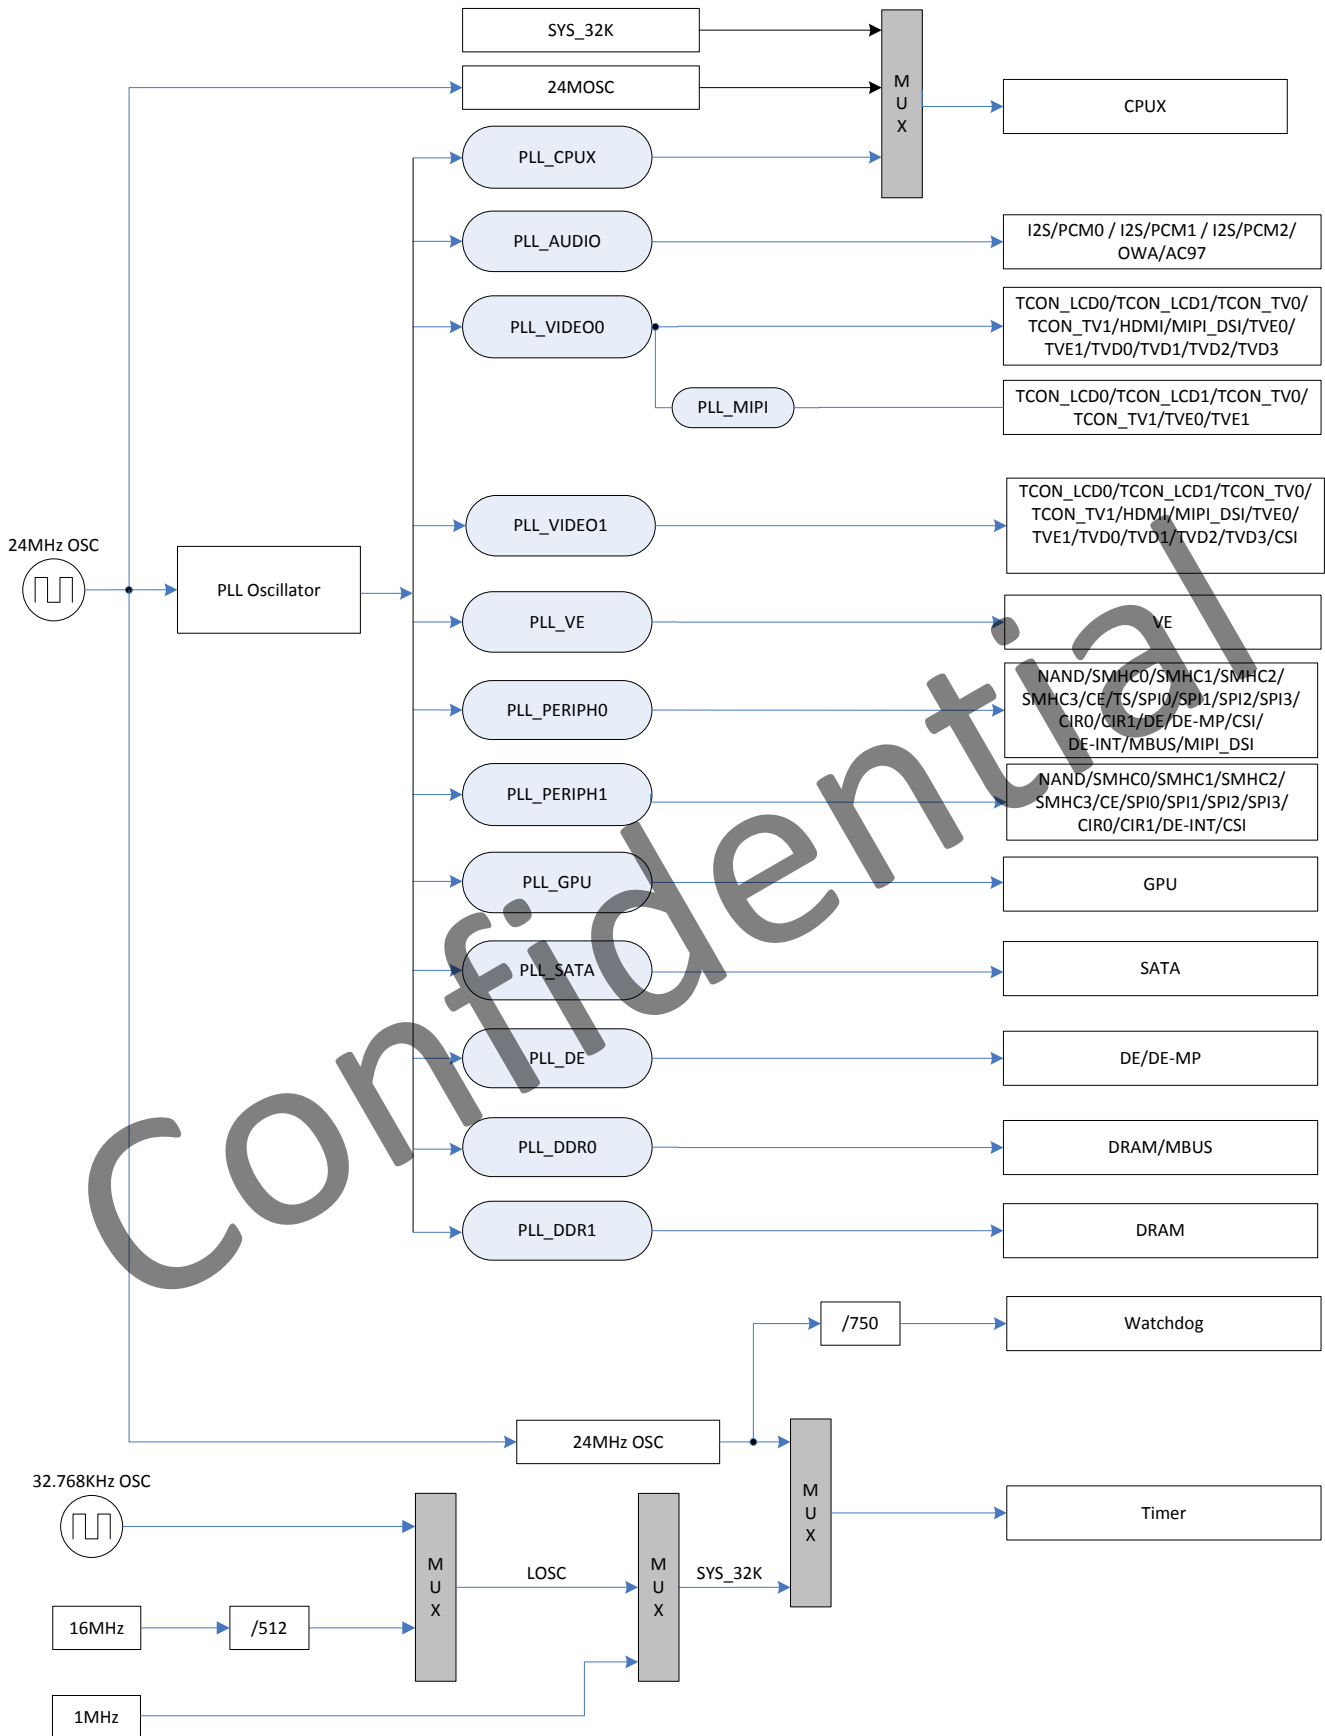 SYS_32K
24MOSC
M
U
X
CPUX
PLL_CPUX
PLL_AUDIO
I2S/PCM0 / I2S/PCM1 / I2S/PCM2/
OWA/AC97
PLL_VIDEO0
TCON_LCD0/TCON_LCD1/TCON_TV0/
TCON_TV1/HDMI/MIPI_DSI/TVE0/
TVE1/TVD0/TVD1/TVD2/TVD3
PLL_MIPI
TCON_LCD0/TCON_LCD1/TCON_TV0/
TCON_TV1/TVE0/TVE1
PLL_VIDEO1
TCON_LCD0/TCON_LCD1/TCON_TV0/
TCON_TV1/HDMI/MIPI_DSI/TVE0/
TVE1/TVD0/TVD1/TVD2/TVD3/CSI
24MHz OSC
PLL Oscillator
PLL_VE
VE
PLL_PERIPH0
NAND/SMHC0/SMHC1/SMHC2/
SMHC3/CE/TS/SPI0/SPI1/SPI2/SPI3/
CIR0/CIR1/DE/DE-MP/CSI/
DE-INT/MBUS/MIPI_DSI
PLL_PERIPH1
NAND/SMHC0/SMHC1/SMHC2/
SMHC3/CE/SPI0/SPI1/SPI2/SPI3/
CIR0/CIR1/DE-INT/CSI
PLL_GPU
GPU
PLL_SATA
SATA
PLL_DE
DE/DE-MP
PLL_DDR0
DRAM/MBUS
PLL_DDR1
DRAM
Confidential
/750
Watchdog
24MHz OSC
32.768KHz OSC
M
U
X
Timer
M
U
X
LOSC
M
U
X
SYS_32K
16MHz
/512
1MHz